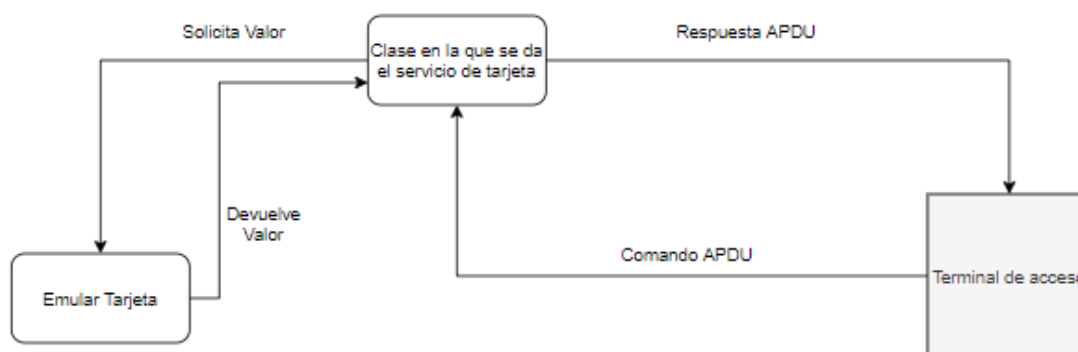 Solicita Valor
Clase en la que se da
el servicio de tarjeta
Respuesta APDU
Devuelve
Valor
Comando APDU
Emular Tarjeta
Terminal de acceso